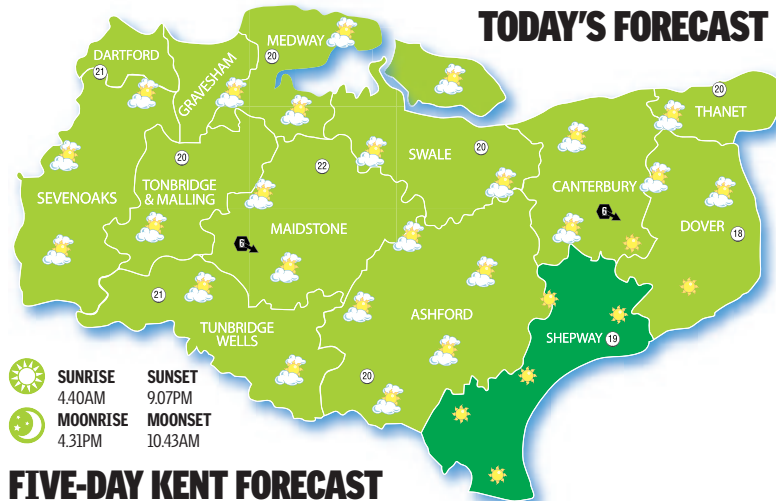 TODAY'S FORECAST
MEDWAY
20
DARTFORD
21
GRAVESHAM
20
THANET
20
TONBRIDGE
& MALLING
22
SWALE
20
SEVENOAKS
CANTERBURY
6
MAIDSTONE
6
DOVER
18
21
TUNBRIDGE
WELLS
ASHFORD
20
SHEPWAY
19
SUNRISE
4.40AM
SUNSET
9.07PM
MOONRISE
4.31PM
MOONSET
10.43AM
FIVE-DAY KENT FORECAST